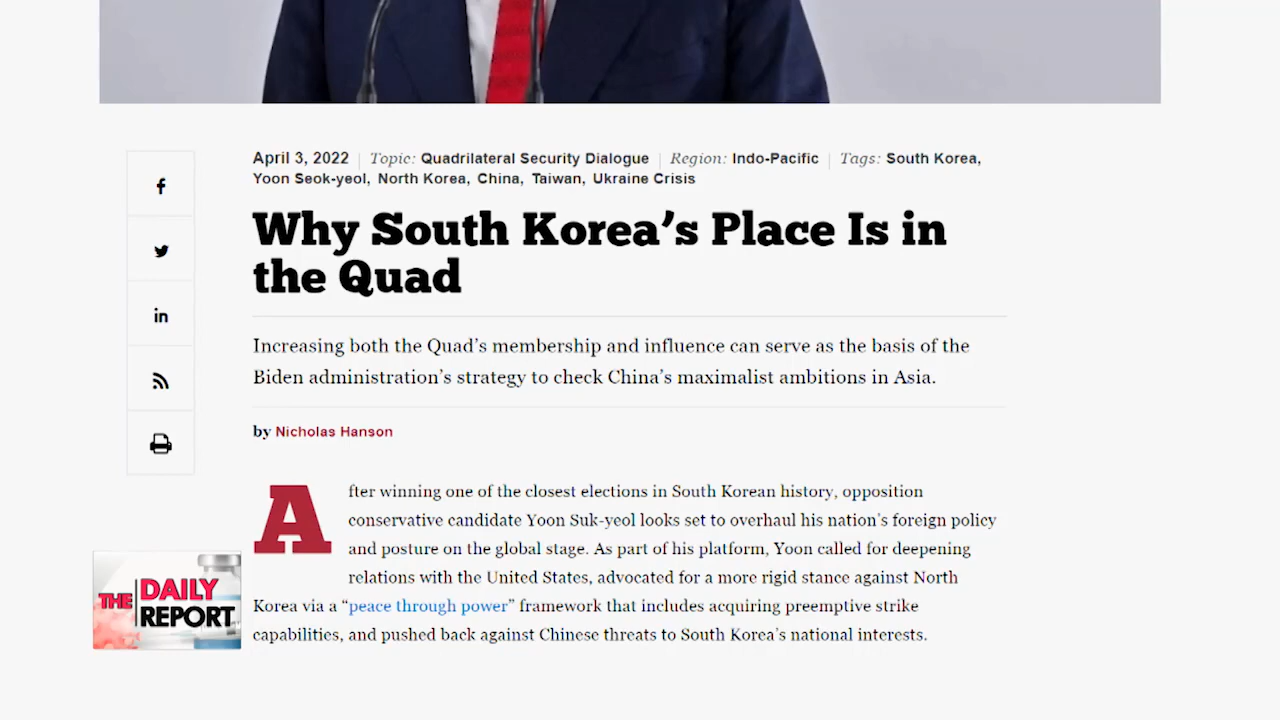 April 3, 2022 | Topic: Quadrilateral Security Dialogue | Region: Indo-Pacific | Tags: South Korea,
Yoon Seok-yeol, North Korea, China, Taiwan, Ukraine Crisis
Why South Korea’s Place Is in
the Quad
Increasing both the Quad’s membership and influence can serve as the basis of the
Biden administration’s strategy to check China’s maximalist ambitions in Asia.
by Nicholas Hanson
After winning one of the closest elections in South Korean history, opposition
conservative candidate Yoon Suk-yeol looks set to overhaul his nation’s foreign policy
and posture on the global stage. As part of his platform, Yoon called for deepening
relations with the United States, advocated for a more rigid stance against North
Korea via a “peace through power” framework that includes acquiring preemptive strike
capabilities, and pushed back against Chinese threats to South Korea’s national interests.
THE DAILY
REPORT